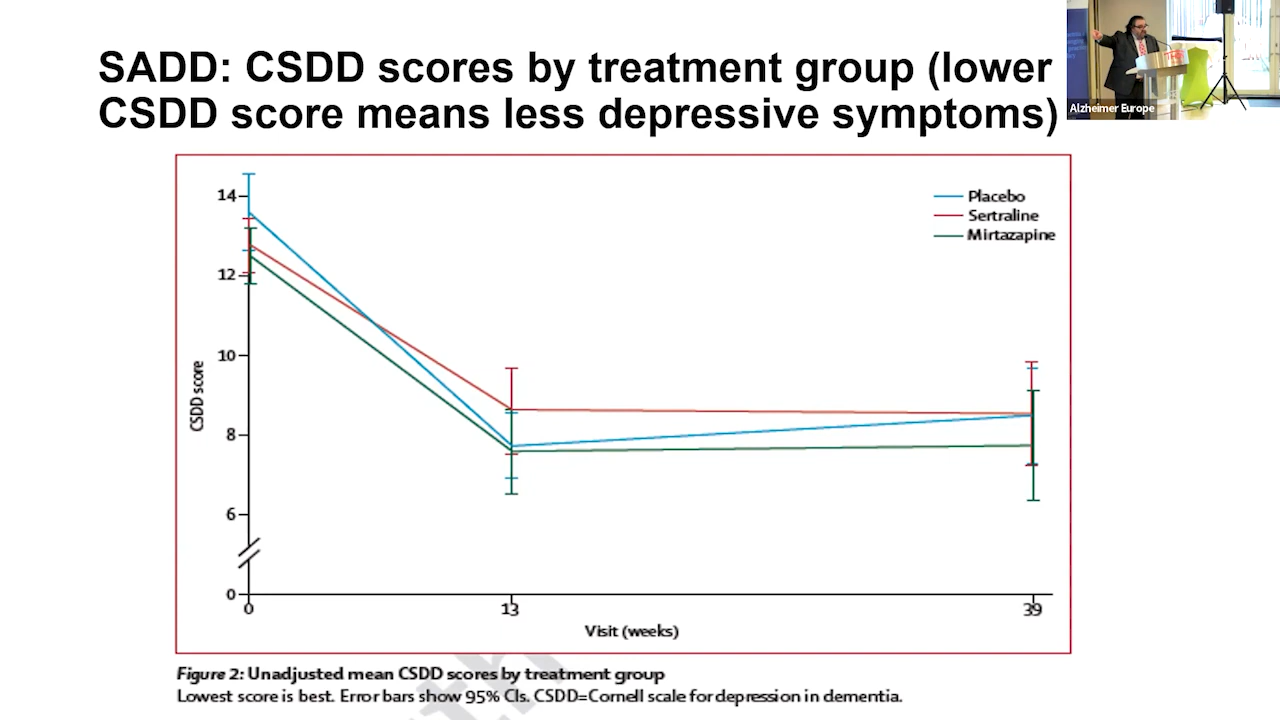 SADD: CSDD scores by treatment group (lower
CSDD score means less depressive symptoms)
Alzheimer Europe
14
12
10
8
6
0
CSDD score
Placebo
Sertraline
Mirtazapine
0
13
39
Visit (weeks)
Figure 2: Unadjusted mean CSDD scores by treatment group
Lowest score is best. Error bars show 95% CIs. CSDD=Cornell scale for depression in dementia.